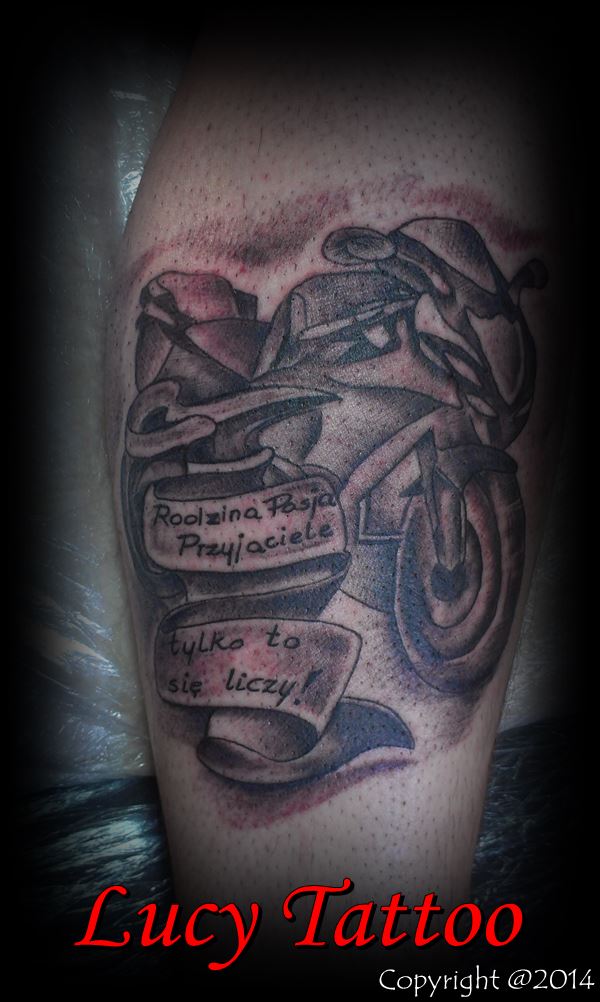 Rodzina Pasja
Przyjaciele
tylko to
się liczy!
Lucy Tattoo
Copyright @2014